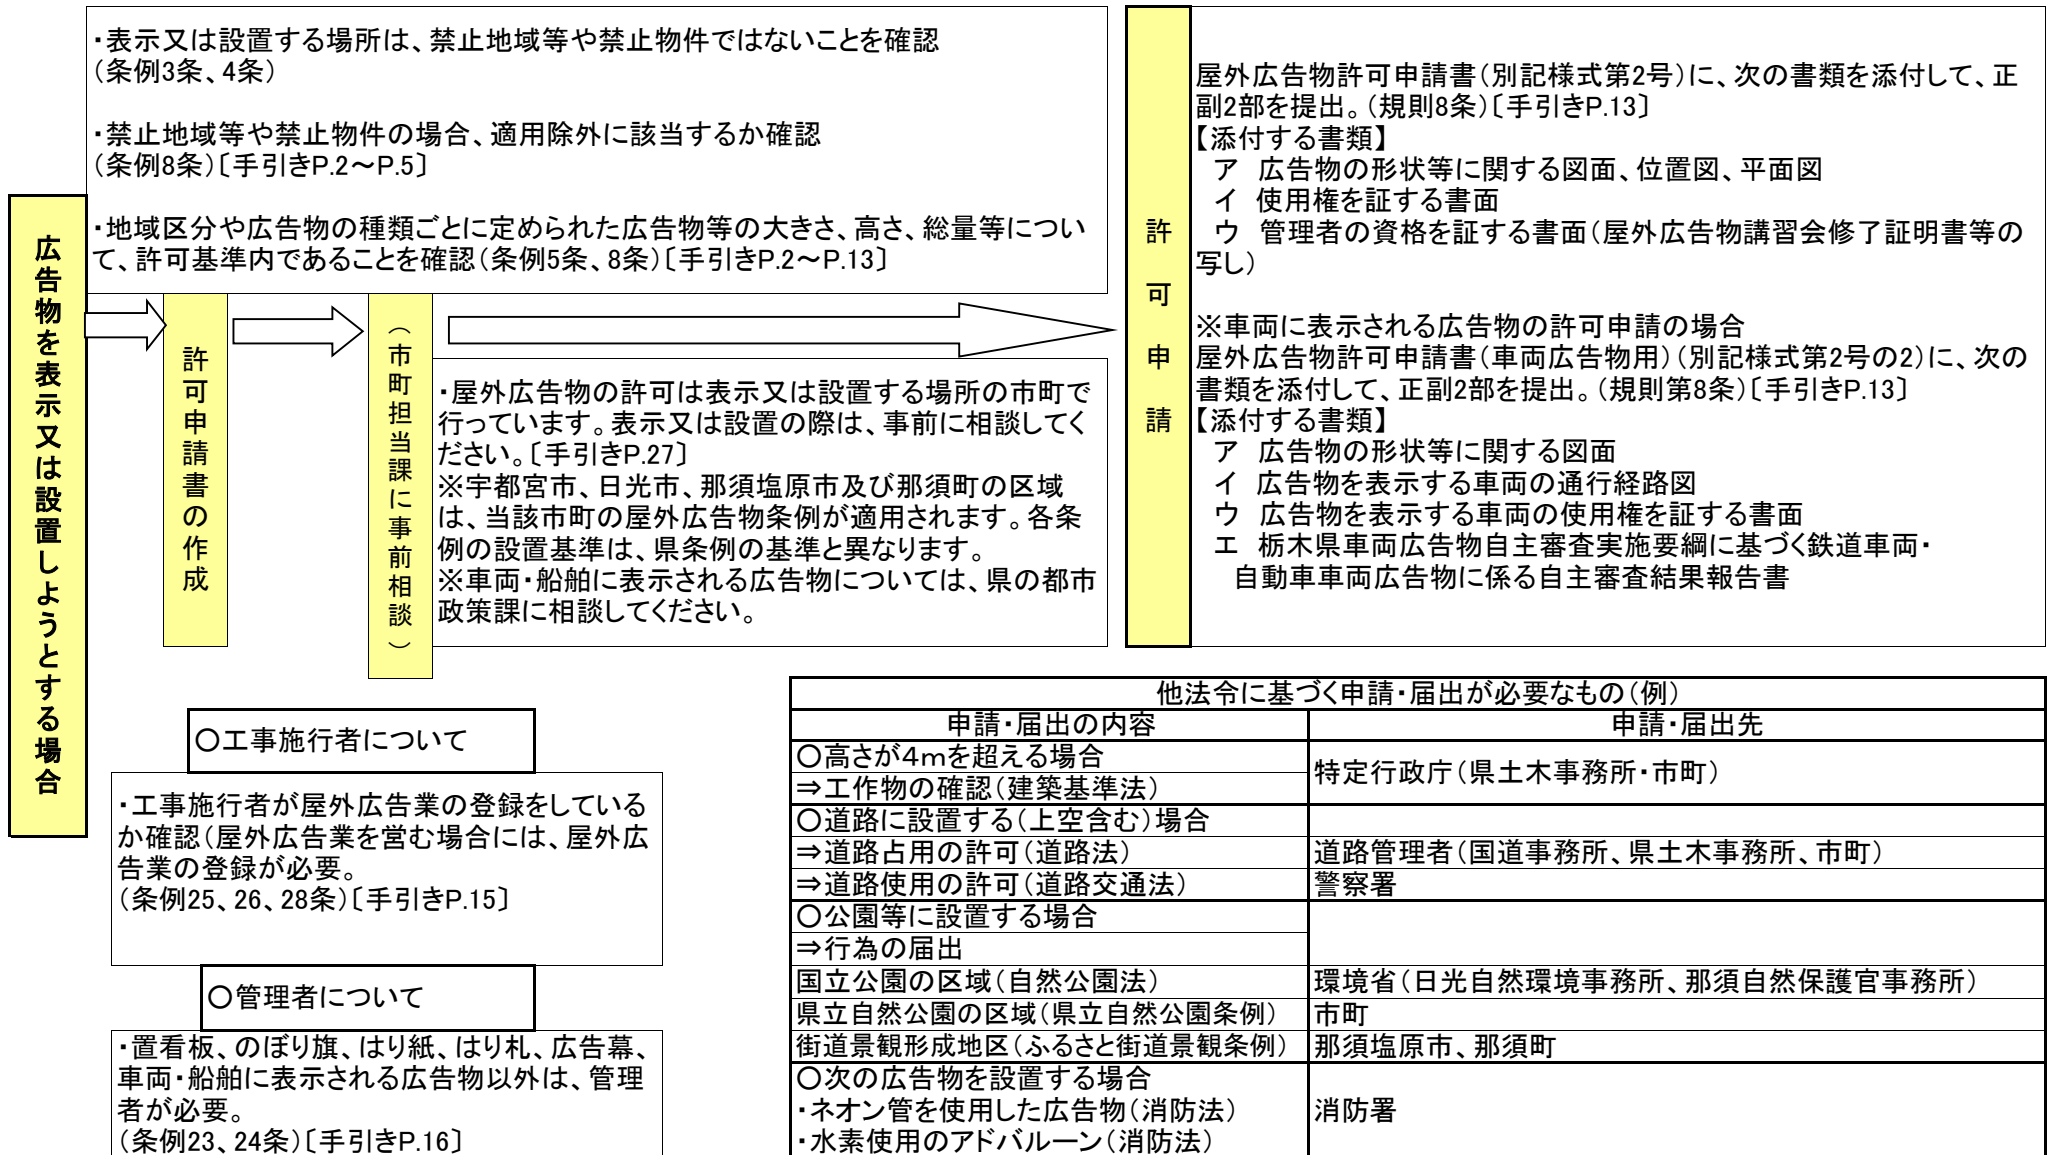 広告物を表示又は設置しようとする場合
・表示又は設置する場所は、禁止地域等や禁止物件ではないことを確認
(条例3条、4条)
・禁止地域等や禁止物件の場合、適用除外に該当するか確認
(条例8条)〔手引きP.2～P.5〕
・地域区分や広告物の種類ごとに定められた広告物等の大きさ、高さ、総量等につい
て、許可基準内であることを確認(条例5条、8条)〔手引きP.2～P.13〕
許可申請書の作成
(市町担当課に事前相談)
・屋外広告物の許可は表示又は設置する場所の市町で
行っています。表示又は設置の際は、事前に相談してく
ださい。〔手引きP.27〕
※宇都宮市、日光市、那須塩原市及び那須町の区域
は、当該市町の屋外広告物条例が適用されます。各条
例の設置基準は、県条例の基準と異なります。
※車両・船舶に表示される広告物については、県の都市
政策課に相談してください。
許可申請
屋外広告物許可申請書(別記様式第2号)に、次の書類を添付して、正
副2部を提出。(規則8条)〔手引きP.13〕
【添付する書類】
ア 広告物の形状等に関する図面、位置図、平面図
イ 使用権を証する書面
ウ 管理者の資格を証する書面(屋外広告物講習会修了証明書等の
写し)
※車両に表示される広告物の許可申請の場合
屋外広告物許可申請書(車両広告物用)(別記様式第2号の2)に、次の
書類を添付して、正副2部を提出。(規則第8条)〔手引きP.13〕
【添付する書類】
ア 広告物の形状等に関する図面
イ 広告物を表示する車両の通行経路図
ウ 広告物を表示する車両の使用権を証する書面
エ 栃木県車両広告物自主審査実施要綱に基づく鉄道車両・
自動車車両広告物に係る自主審査結果報告書
○工事施行者について
・工事施行者が屋外広告業の登録をしている
か確認(屋外広告業を営む場合には、屋外広
告業の登録が必要。
(条例25、26、28条)〔手引きP.15〕
○管理者について
・置看板、のぼり旗、はり紙、はり札、広告幕、
車両・船舶に表示される広告物以外は、管理
者が必要。
(条例23、24条)〔手引きP.16〕
他法令に基づく申請・届出が必要なもの(例)
申請・届出の内容 申請・届出先
○高さが4mを超える場合
⇒工作物の確認(建築基準法)
特定行政庁(県土木事務所・市町)
○道路に設置する(上空含む)場合
⇒道路占用の許可(道路法) 道路管理者(国道事務所、県土木事務所、市町)
⇒道路使用の許可(道路交通法) 警察署
○公園等に設置する場合
⇒行為の届出
国立公園の区域(自然公園法) 環境省(日光自然環境事務所、那須自然保護官事務所)
県立自然公園の区域(県立自然公園条例) 市町
街道景観形成地区(ふるさと街道景観条例) 那須塩原市、那須町
○次の広告物を設置する場合
・ネオン管を使用した広告物(消防法) 消防署
・水素使用のアドバルーン(消防法)